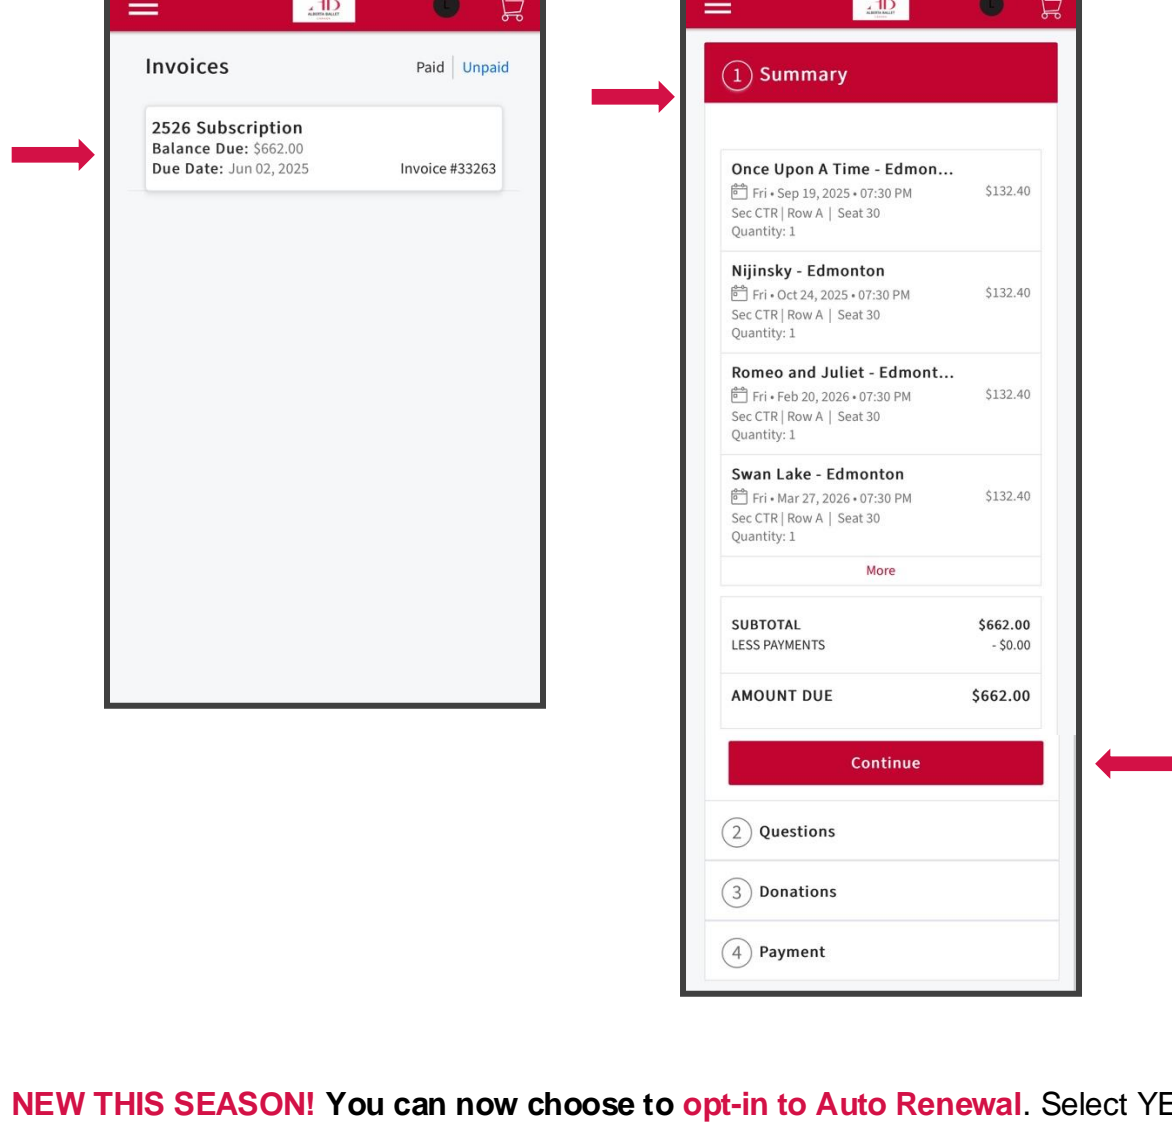 ALBERTA BALLET
L
Invoices
Paid | Unpaid
2526 Subscription
Balance Due: $662.00
Due Date: Jun 02, 2025
Invoice #33263
ALBERTA BALLET
L
1 Summary
Once Upon A Time - Edmon...
Fri • Sep 19, 2025 • 07:30 PM
$132.40
Sec CTR | Row A | Seat 30
Quantity: 1
Nijinsky - Edmonton
Fri • Oct 24, 2025 • 07:30 PM
$132.40
Sec CTR | Row A | Seat 30
Quantity: 1
Romeo and Juliet - Edmont...
Fri • Feb 20, 2026 • 07:30 PM
$132.40
Sec CTR | Row A | Seat 30
Quantity: 1
Swan Lake - Edmonton
Fri • Mar 27, 2026 • 07:30 PM
$132.40
Sec CTR | Row A | Seat 30
Quantity: 1
More
SUBTOTAL $662.00
LESS PAYMENTS - $0.00
AMOUNT DUE $662.00
Continue
2 Questions
3 Donations
4 Payment
NEW THIS SEASON! You can now choose to opt-in to Auto Renewal. Select YE